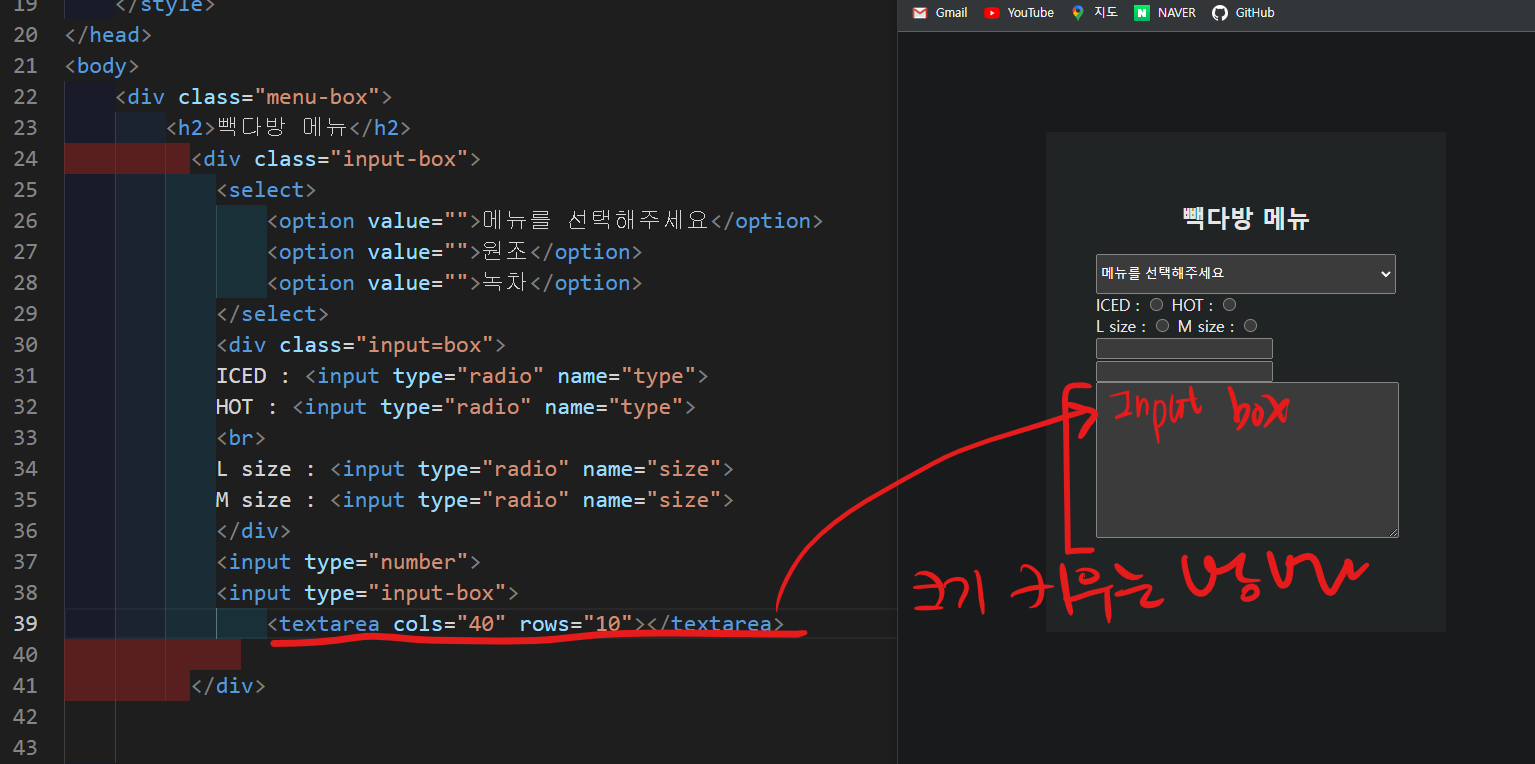 19 </style>
20 </head>
21 <body>
22 <div class="menu-box">
23 <h2>빽다방 메뉴</h2>
24 <div class="input-box">
25 <select>
26 <option value="">메뉴를 선택해주세요</option>
27 <option value="">원조</option>
28 <option value="">녹차</option>
29 </select>
30 <div class="input=box">
31 ICED : <input type="radio" name="type">
32 HOT : <input type="radio" name="type">
33 <br>
34 L size : <input type="radio" name="size">
35 M size : <input type="radio" name="size">
36 </div>
37 <input type="number">
38 <input type="input-box">
39 <textarea cols="40" rows="10"></textarea>
40
41 </div>
42
43
Gmail YouTube 지도 NAVER GitHub
빽다방 메뉴
메뉴를 선택해주세요
ICED : HOT :
L size : M size :
Input box
크기 키우는 방법